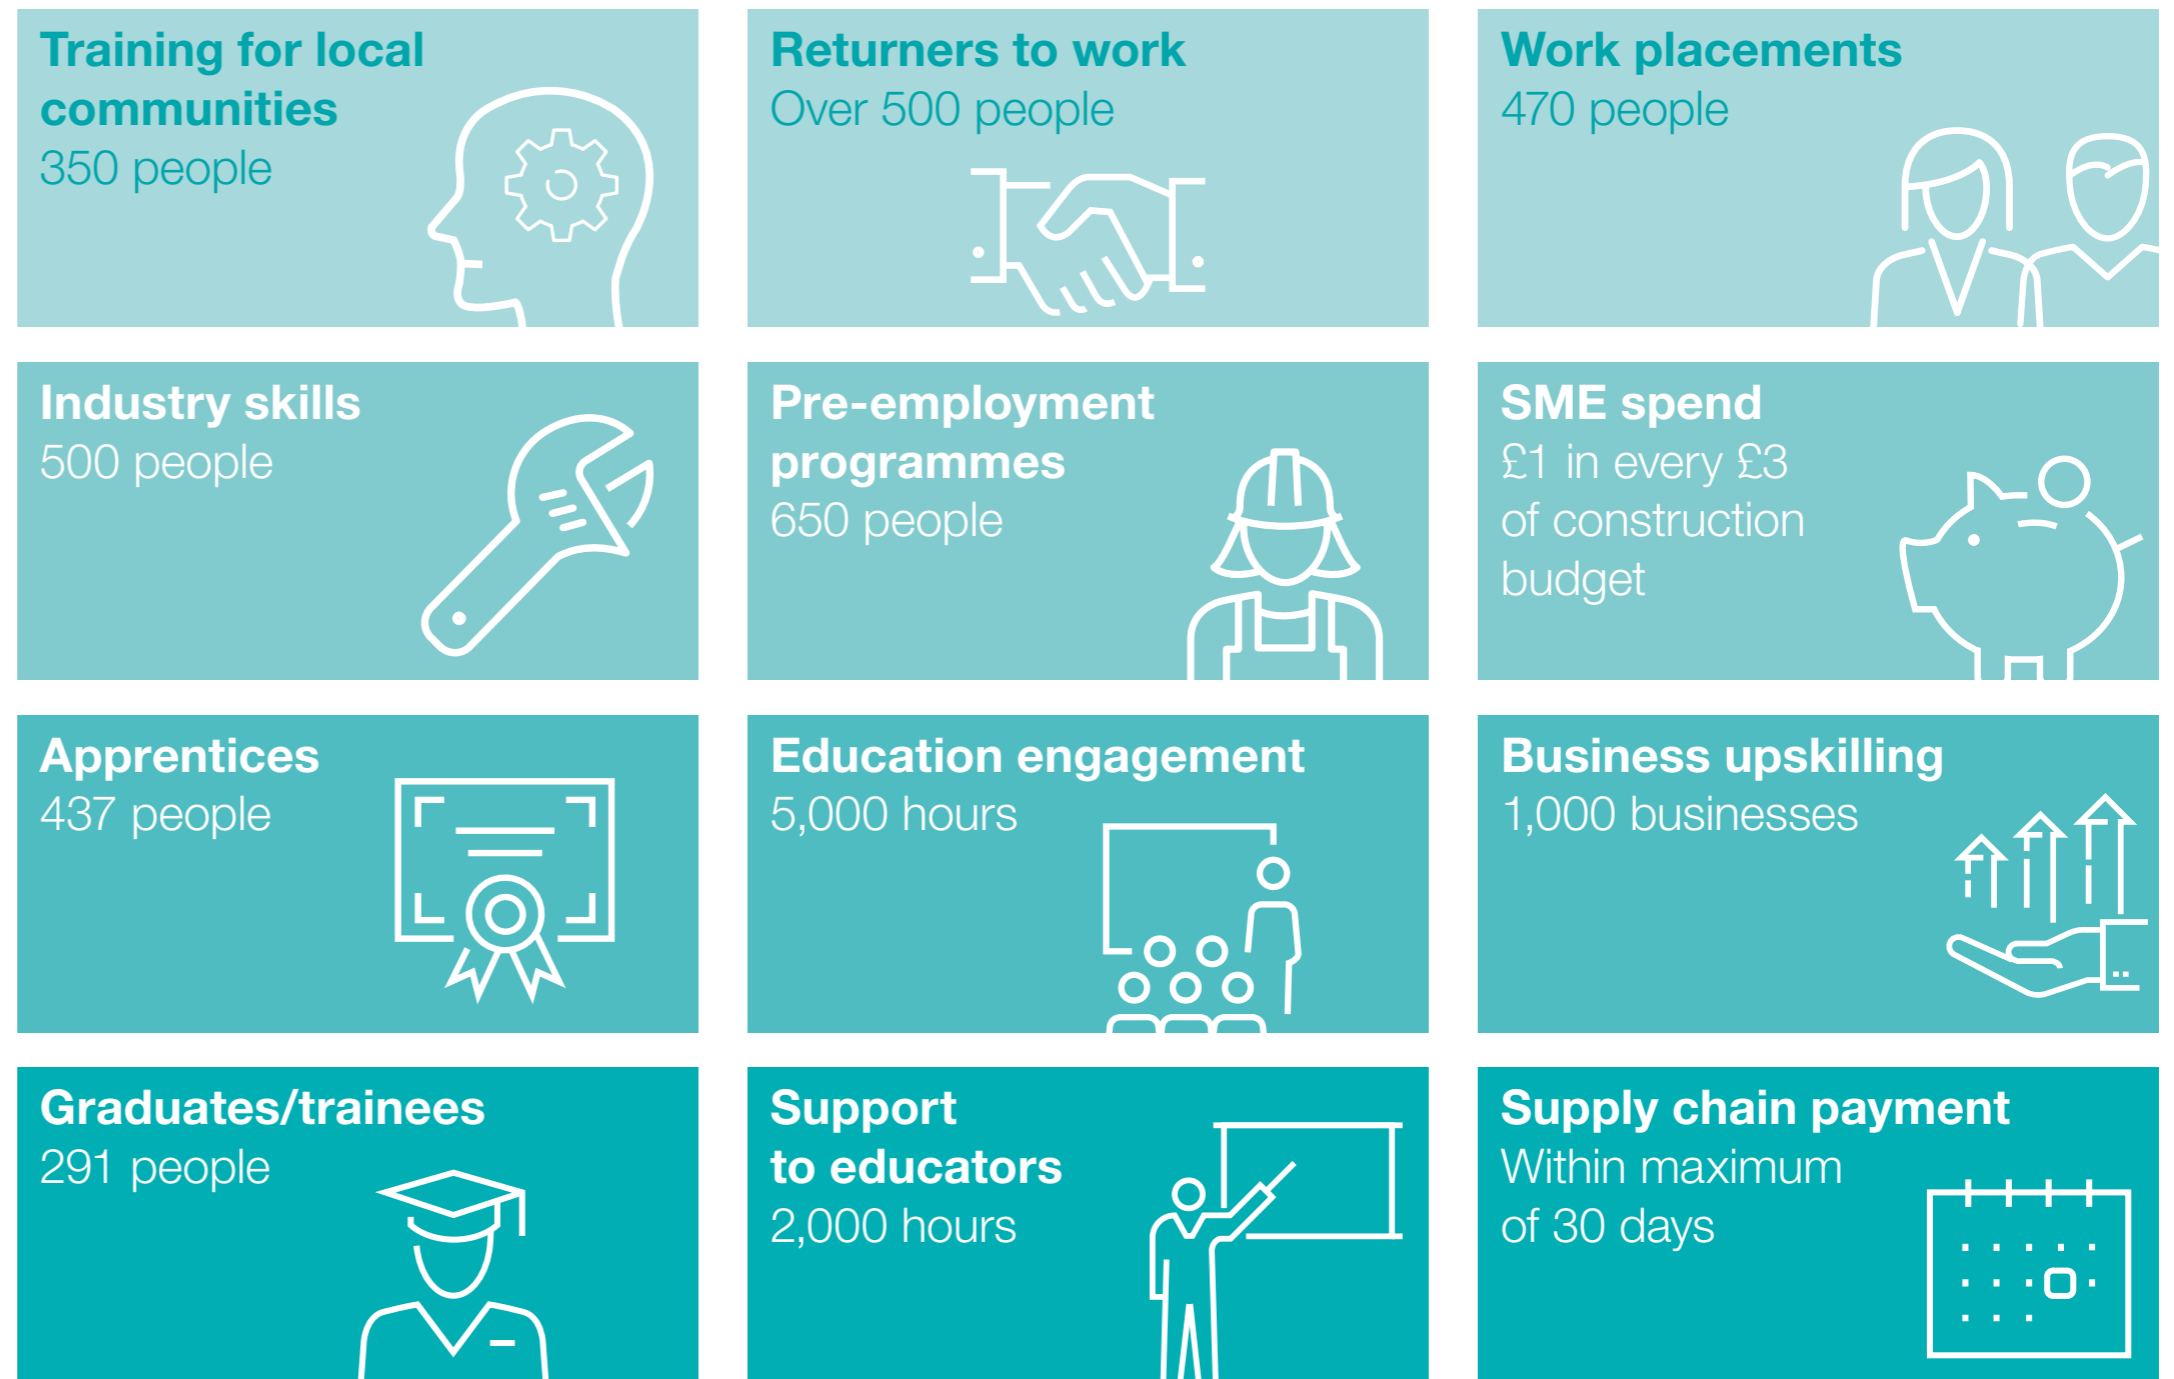 Training for local
communities
350 people
Returners to work
Over 500 people
Work placements
470 people
Industry skills
500 people
Pre-employment
programmes
650 people
SME spend
£1 in every £3
of construction
budget
Apprentices
437 people
Education engagement
5,000 hours
Business upskilling
1,000 businesses
Graduates/trainees
291 people
Support
to educators
2,000 hours
Supply chain payment
Within maximum
of 30 days